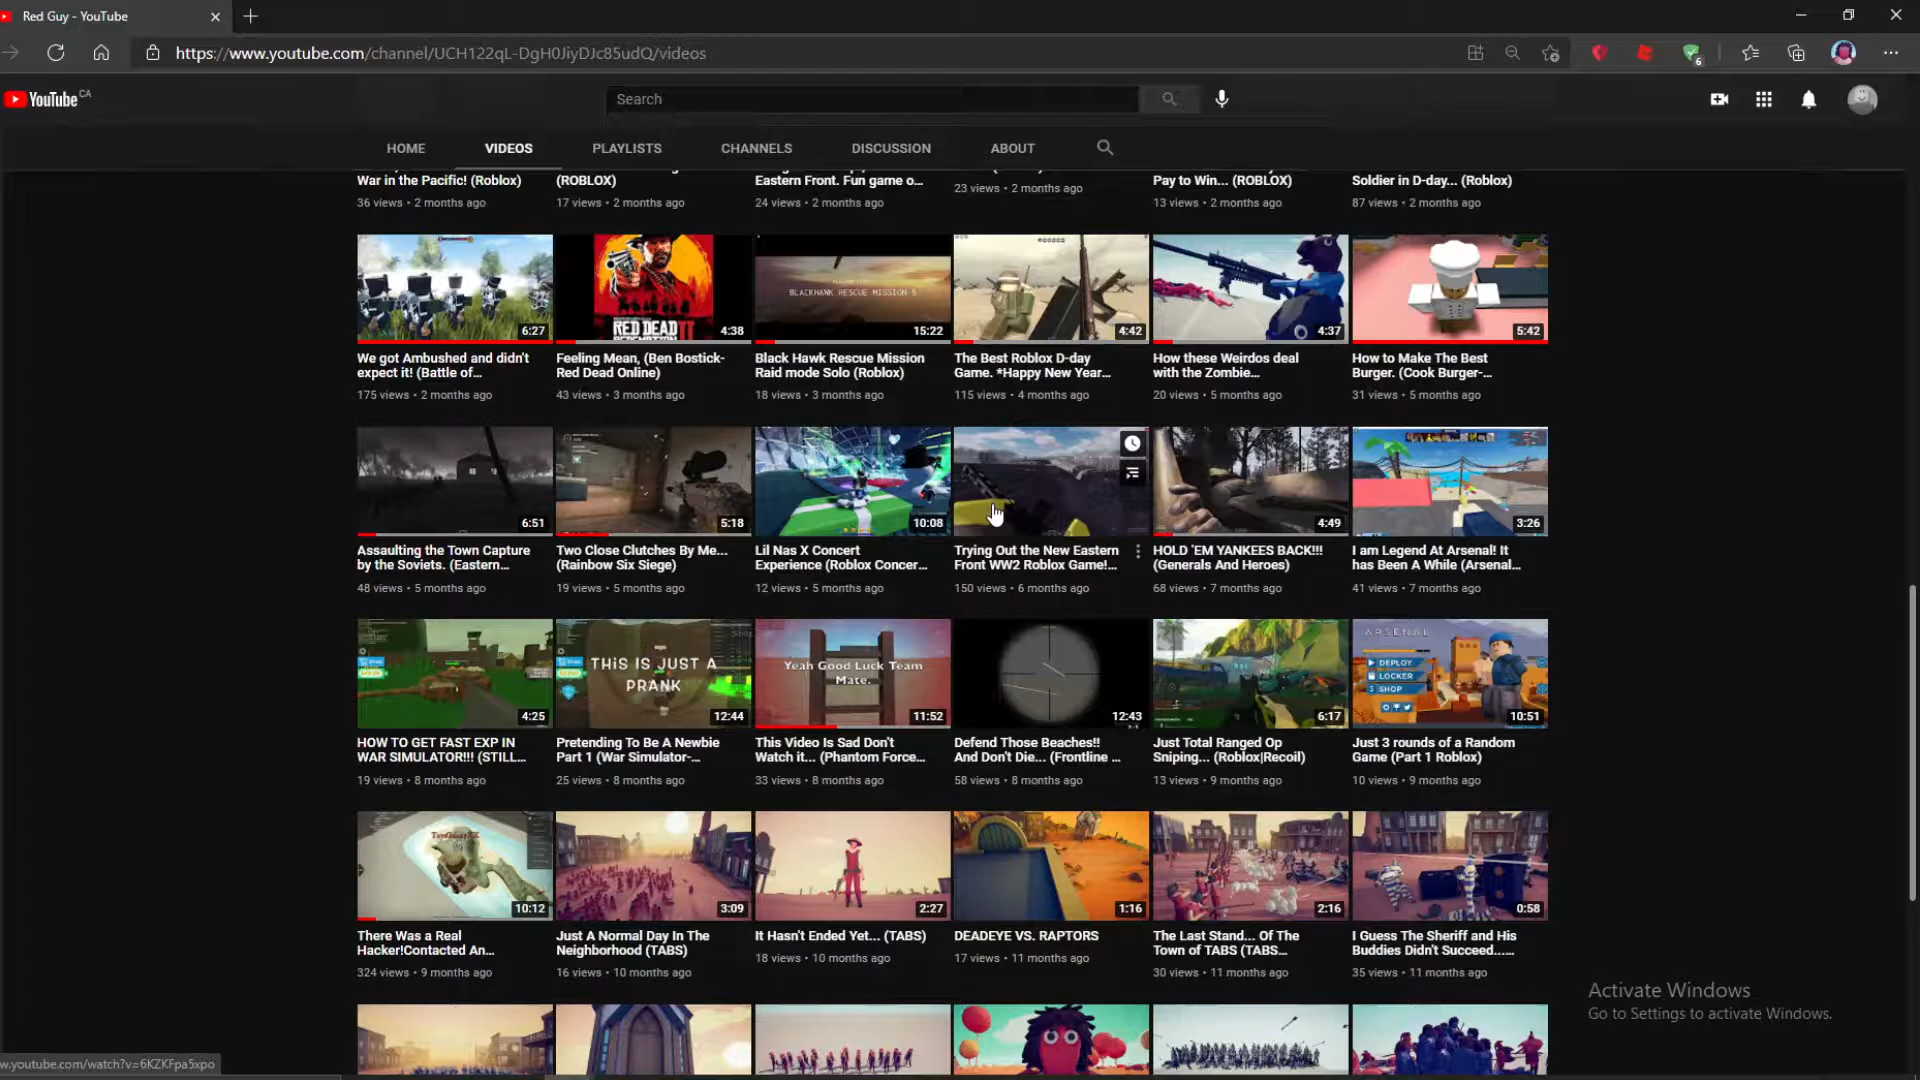 Red Guy - YouTube
https://www.youtube.com/channel/UCH122qL-DgH0JiyDJc85udQ/videos
6
YouTube CA
Search
HOME VIDEOS PLAYLISTS CHANNELS DISCUSSION ABOUT
War in the Pacific! (Roblox)
36 views • 2 months ago
(ROBLOX)
17 views • 2 months ago
Eastern Front. Fun game o...
24 views • 2 months ago
23 views • 2 months ago
Pay to Win... (ROBLOX)
13 views • 2 months ago
Soldier in D-day... (Roblox)
87 views • 2 months ago
6:27
We got Ambushed and didn't
expect it! (Battle of...
175 views • 2 months ago
RED DEAD
REDEMPTION
II
4:38
Feeling Mean, (Ben Bostick-
Red Dead Online)
43 views • 3 months ago
BLACKHAWK RESCUE MISSION 5
15:22
Black Hawk Rescue Mission
Raid mode Solo (Roblox)
18 views • 3 months ago
4:42
The Best Roblox D-day
Game. *Happy New Year...
115 views • 4 months ago
4:37
How these Weirdos deal
with the Zombie...
20 views • 5 months ago
5:42
How to Make The Best
Burger. (Cook Burger-...
31 views • 5 months ago
6:51
Assaulting the Town Capture
by the Soviets. (Eastern...
48 views • 5 months ago
5:18
Two Close Clutches By Me...
(Rainbow Six Siege)
19 views • 5 months ago
10:08
Lil Nas X Concert
Experience (Roblox Concer...
12 views • 5 months ago
Trying Out the New Eastern
Front WW2 Roblox Game!...
150 views • 6 months ago
4:49
HOLD 'EM YANKEES BACK!!!
(Generals And Heroes)
68 views • 7 months ago
3:26
I am Legend At Arsenal! It
has Been A While (Arsenal...
41 views • 7 months ago
4:25
HOW TO GET FAST EXP IN
WAR SIMULATOR!!! (STILL...
19 views • 8 months ago
THIS IS JUST A
PRANK
12:44
Pretending To Be A Newbie
Part 1 (War Simulator-...
25 views • 8 months ago
Yeah Good Luck Team
Mate.
11:52
This Video Is Sad Don't
Watch it... (Phantom Force...
33 views • 8 months ago
12:43
Defend Those Beaches!!
And Don't Die... (Frontline ...
58 views • 8 months ago
6:17
Just Total Ranged Op
Sniping... (Roblox|Recoil)
13 views • 9 months ago
ARSENAL
DEPLOY
LOCKER
SHOP
10:51
Just 3 rounds of a Random
Game (Part 1 Roblox)
10 views • 9 months ago
10:12
There Was a Real
Hacker!Contacted An...
324 views • 9 months ago
3:09
Just A Normal Day In The
Neighborhood (TABS)
16 views • 10 months ago
2:27
It Hasn't Ended Yet... (TABS)
18 views • 10 months ago
1:16
DEADEYE VS. RAPTORS
17 views • 11 months ago
2:16
The Last Stand... Of The
Town of TABS (TABS...
30 views • 11 months ago
0:58
I Guess The Sheriff and His
Buddies Didn't Succeed......
35 views • 11 months ago
Activate Windows
Go to Settings to activate Windows.
w.youtube.com/watch?v=6KZKFpa5xpo